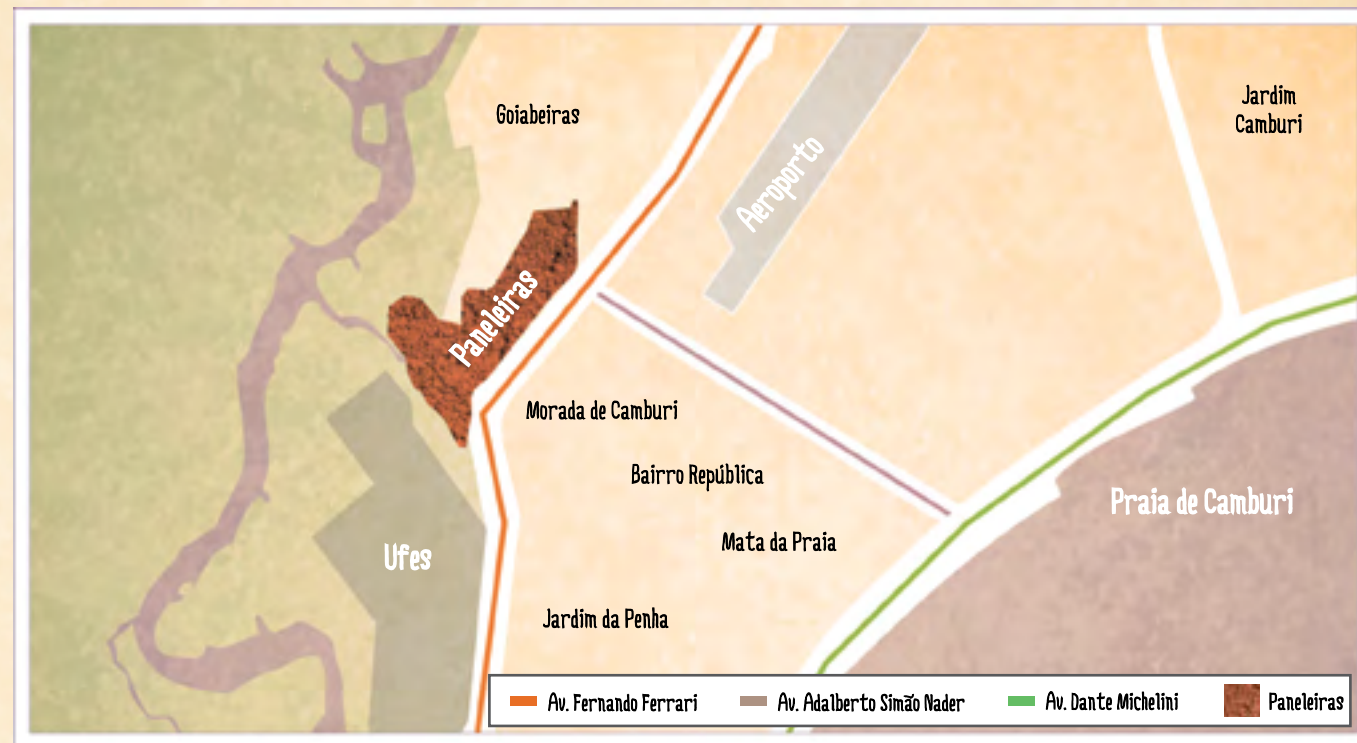 Jardim
Camburi
Goiabeiras
Aeroporto
Paneleiras
Morada de Camburi
Bairro República
Praia de Camburi
Mata da Praia
Ufes
Jardim da Penha
Av. Fernando Ferrari
Av. Adalberto Simão Nader
Av. Dante Michelini
Paneleiras